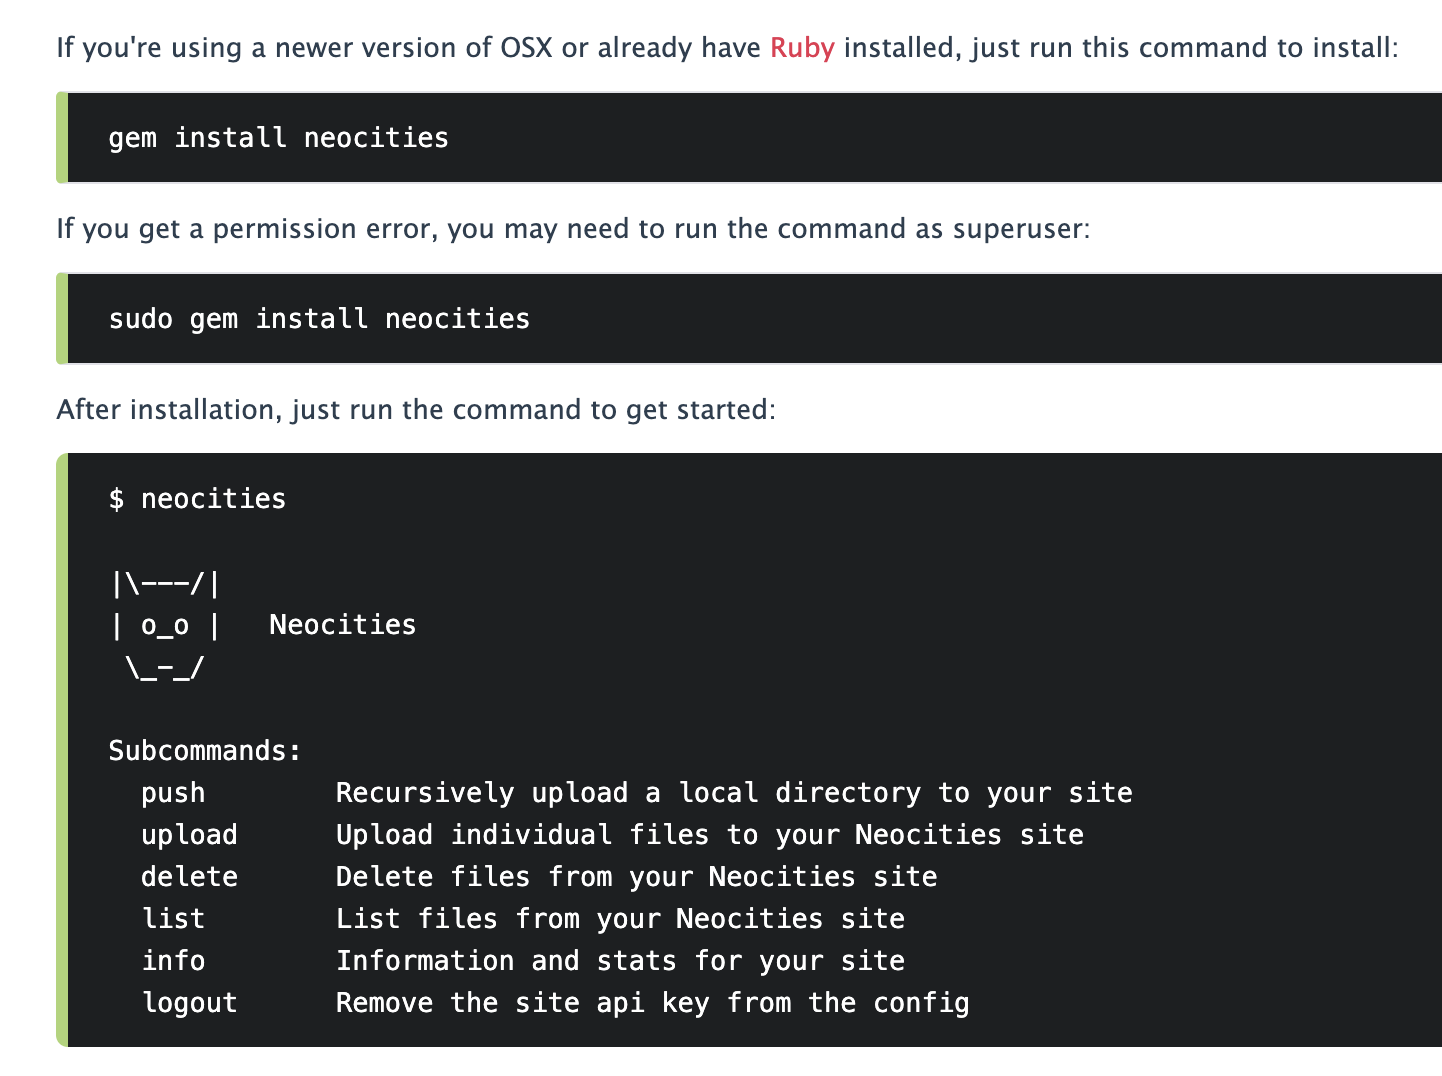 If you're using a newer version of OSX or already have Ruby installed, just run this command to install:
gem install neocities
If you get a permission error, you may need to run the command as superuser:
sudo gem install neocities
After installation, just run the command to get started:
$ neocities
|\---/|
| o_o |   Neocities
 \_-_/
Subcommands:
  push        Recursively upload a local directory to your site
  upload      Upload individual files to your Neocities site
  delete      Delete files from your Neocities site
  list        List files from your Neocities site
  info        Information and stats for your site
  logout      Remove the site api key from the config